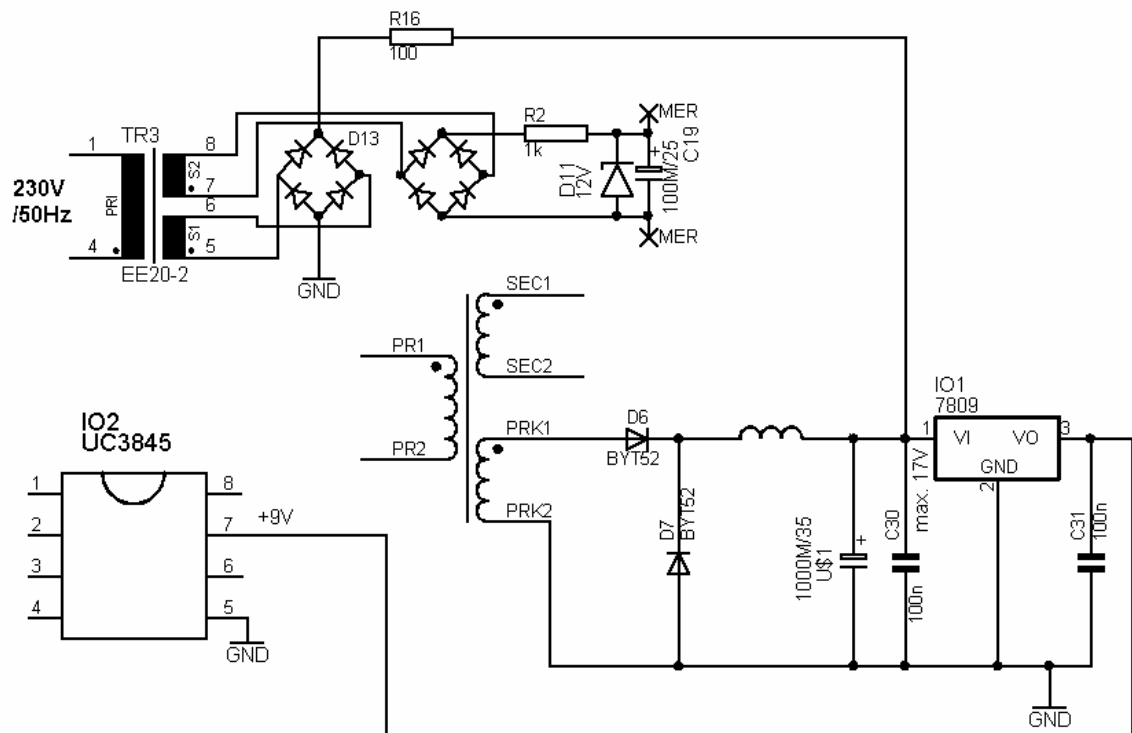 R16
100
TR3
1
8
S2
7
PRI
6
S1
4
5
EE20-2
230V
/50Hz
D13
GND
R2
1k
D11
12V
+
100M/25
C19
MER
MER
SEC1
SEC2
PR1
PR2
PRK1
PRK2
D6
BYT52
D7
BYT52
1000M/35
U$1
+
C30
100n
max. 17V
IO1
7809
1
VI
VO
3
GND
2
C31
100n
GND
IO2
UC3845
1
8
2
7
+9V
3
6
4
5
GND